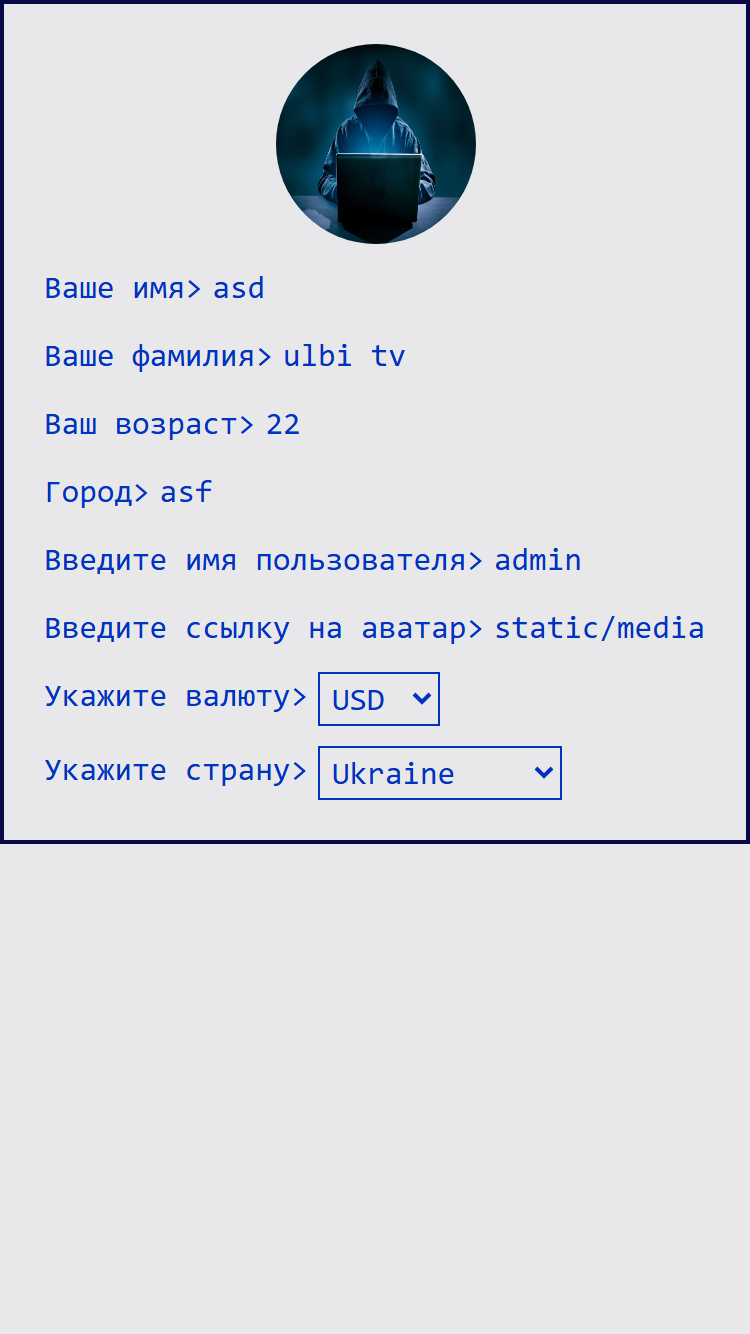 Ваше имя> asd
Ваше фамилия> ulbi tv
Ваш возраст> 22
Город> asf
Введите имя пользователя> admin
Введите ссылку на аватар> static/media
Укажите валюту> USD
Укажите страну> Ukraine